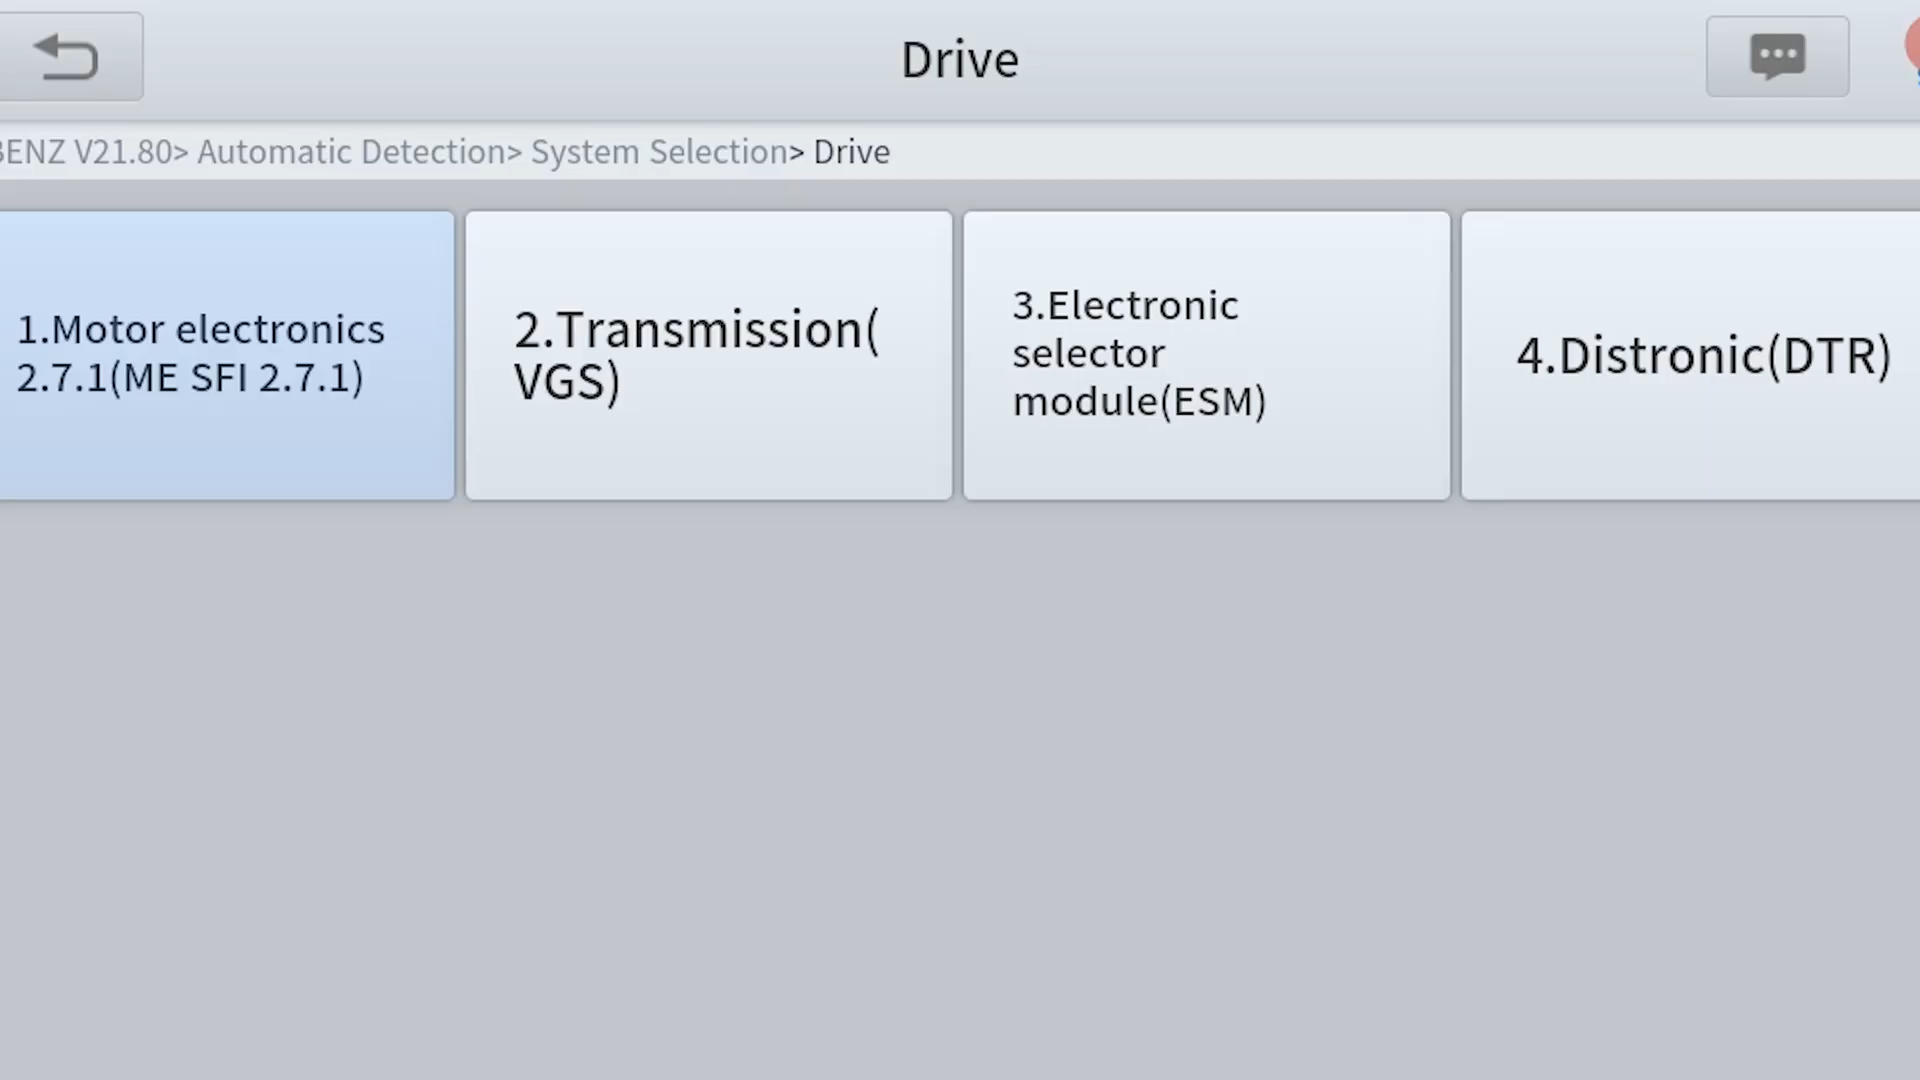 Drive
BENZ V21.80> Automatic Detection> System Selection> Drive
1.Motor electronics
2.7.1(ME SFI 2.7.1)
2.Transmission(
VGS)
3.Electronic
selector
module(ESM)
4.Distronic(DTR)